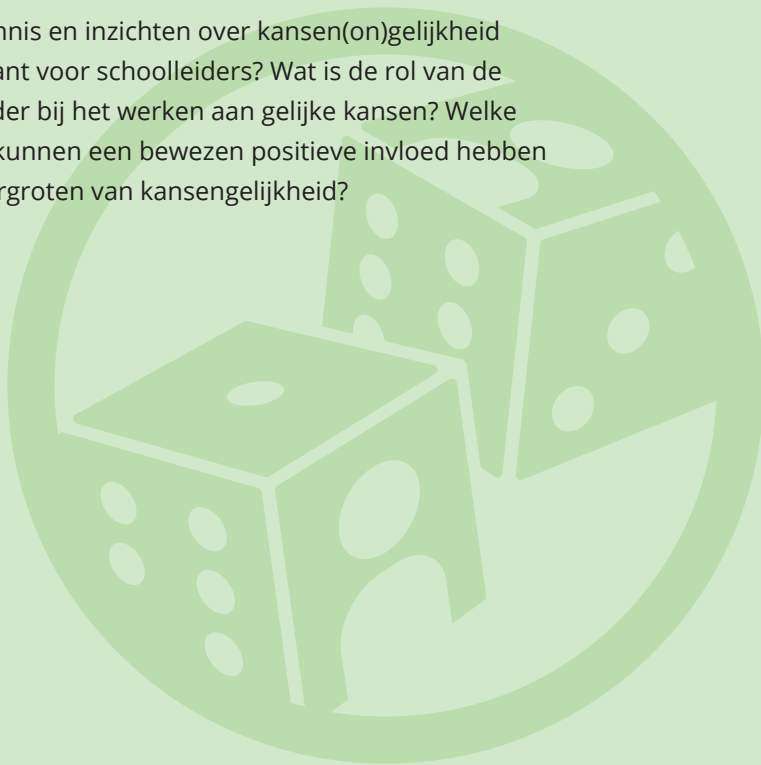 nnis en inzichten over kansen(on)gelijkheid
ant voor schoolleiders? Wat is de rol van de
der bij het werken aan gelijke kansen? Welke
kunnen een bewezen positieve invloed hebben
rgroten van kansengelijkheid?